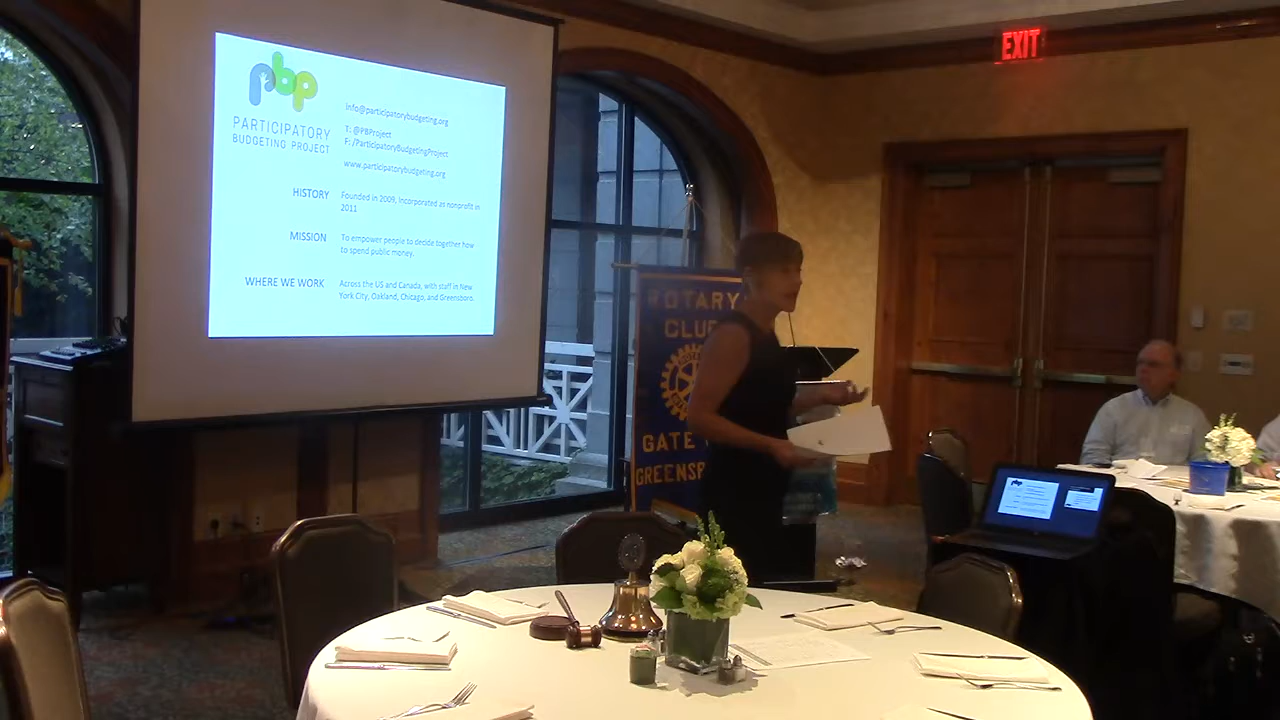 pbp
PARTICIPATORY
BUDGETING PROJECT
info@participatorybudgeting.org
T: @PBProject
F: /ParticipatoryBudgetingProject
www.participatorybudgeting.org
HISTORY
Founded in 2009, incorporated as nonprofit in
2011
MISSION
To empower people to decide together how
to spend public money.
WHERE WE WORK
Across the US and Canada, with staff in New
York City, Oakland, Chicago, and Greensboro.
EXIT
ROTARY
CLUB
GATE
GREENSB